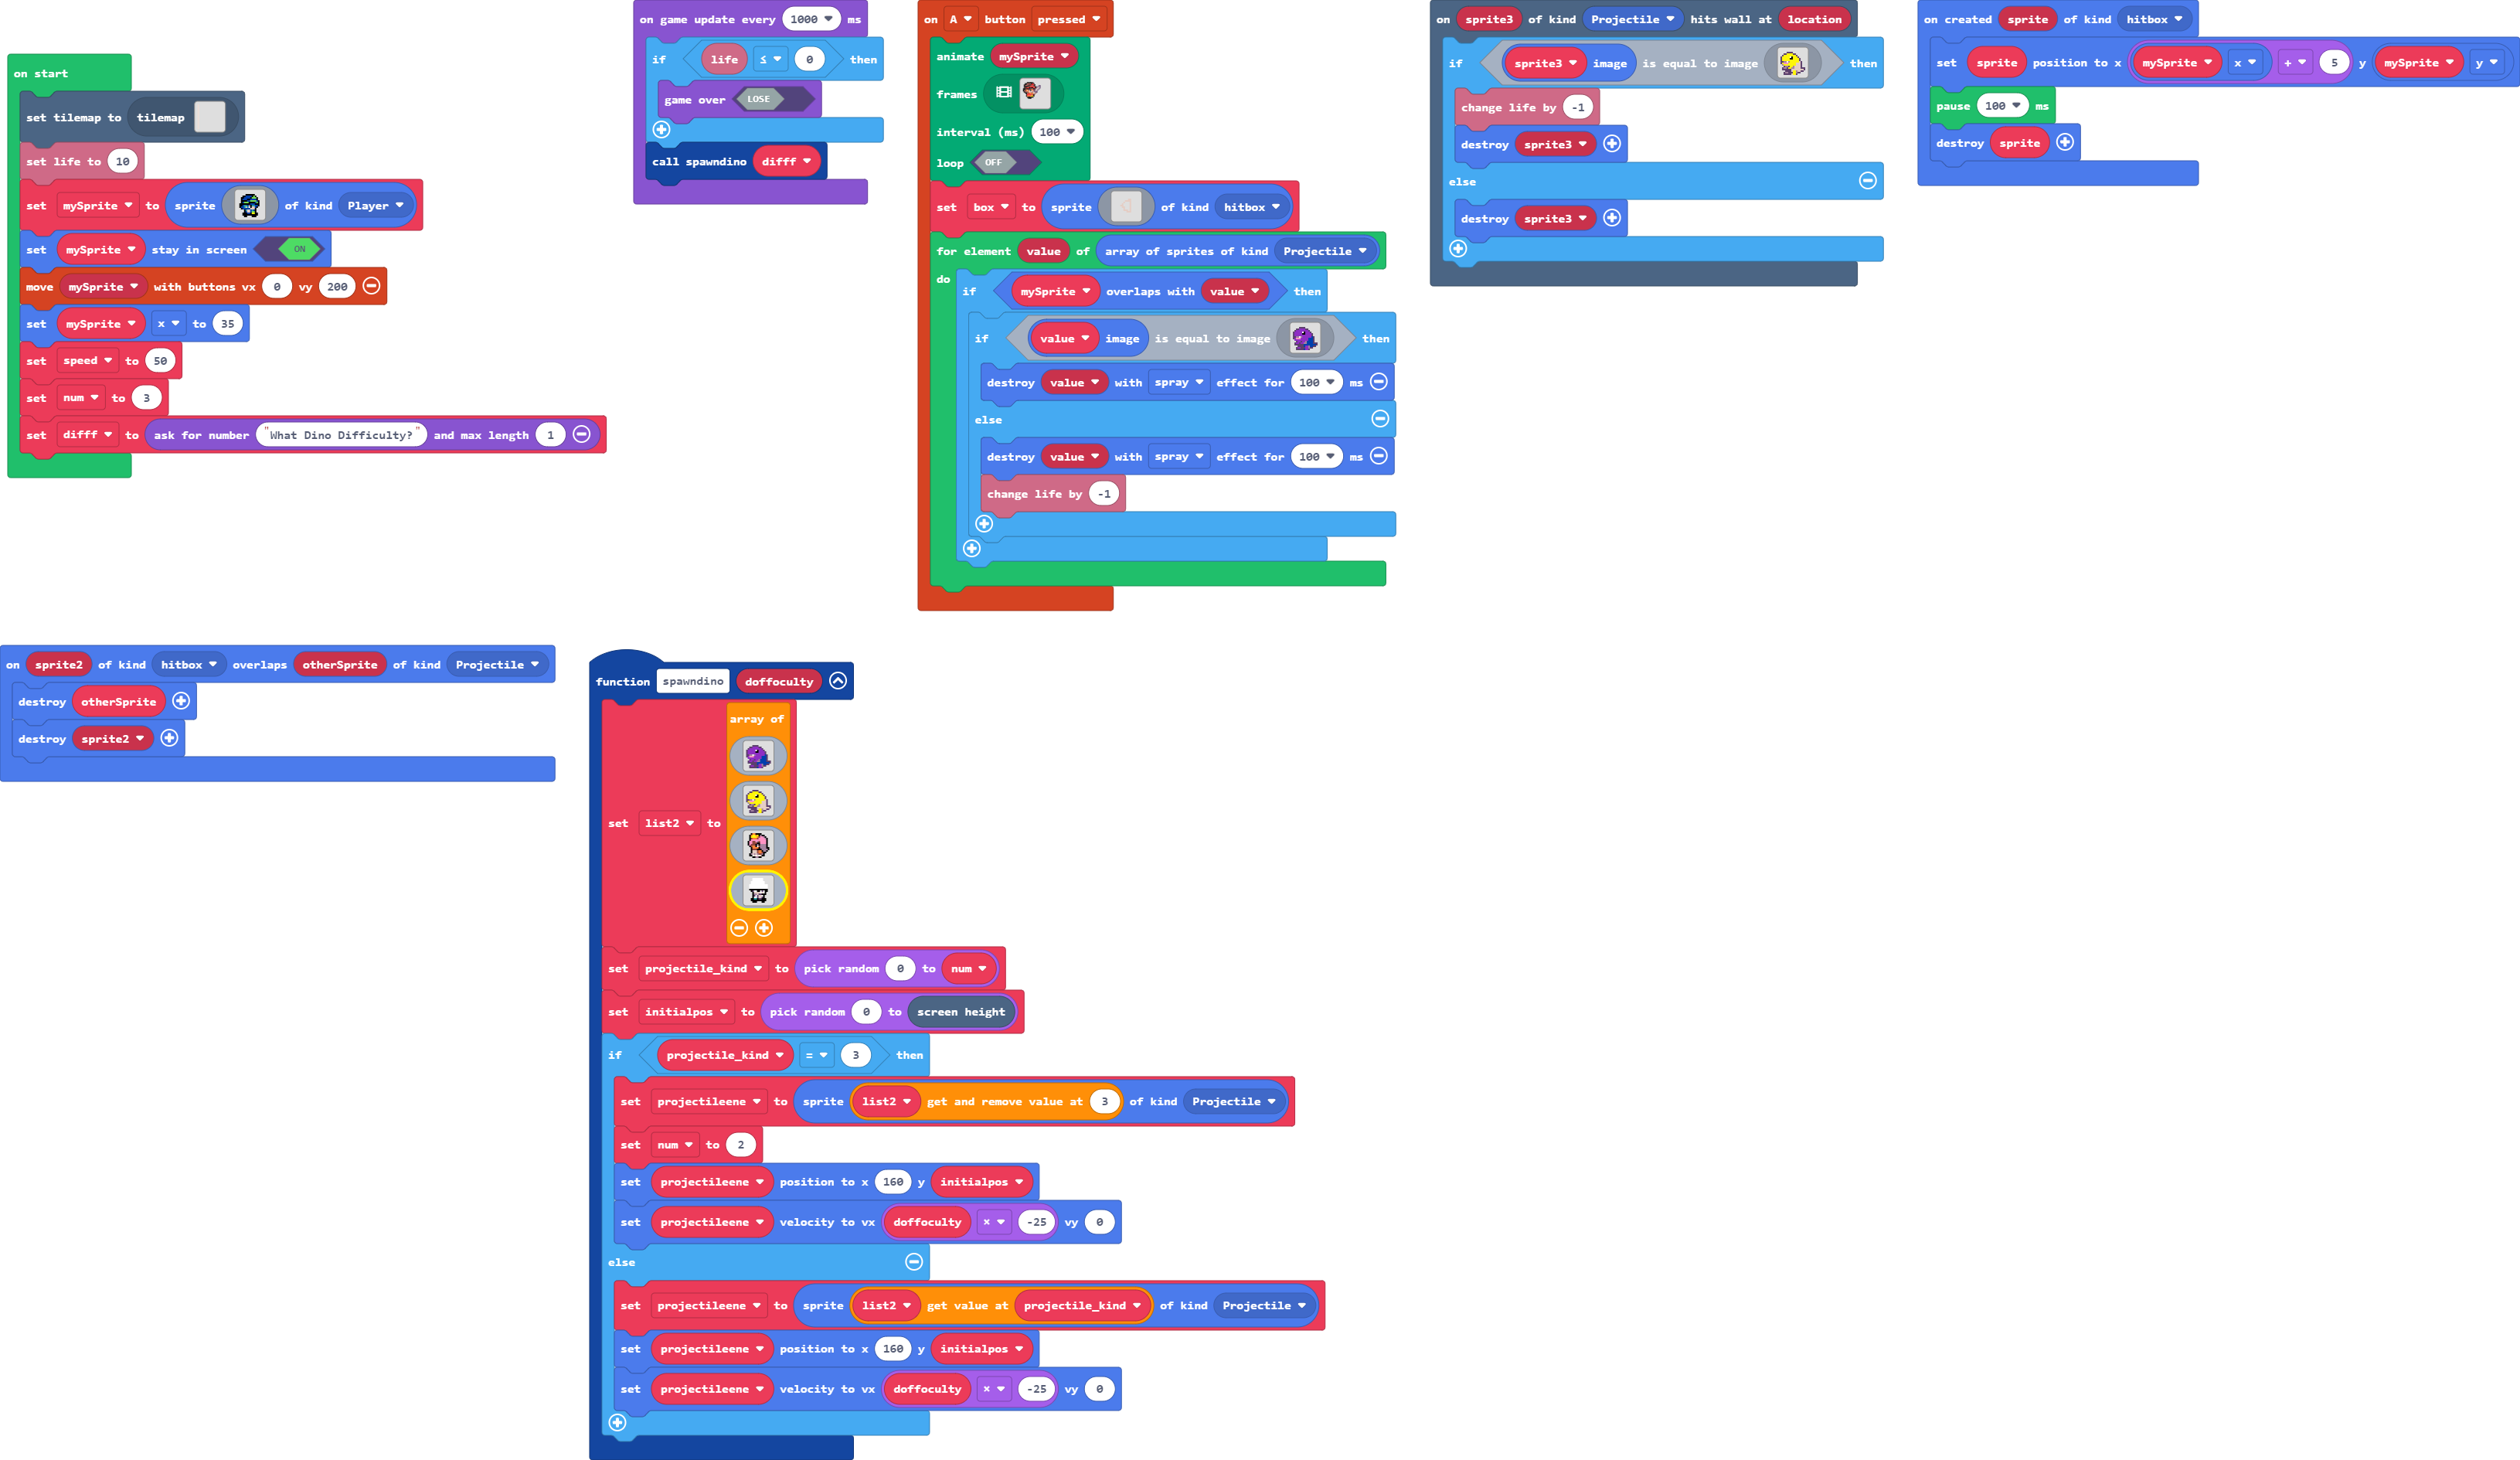 on start
set tilemap to tilemap
set life to 10
set mySprite to sprite of kind Player
set mySprite stay in screen ON
move mySprite with buttons vx 0 vy 200
set mySprite x to 35
set speed to 50
set num to 3
set difff to ask for number "What Dino Difficulty?" and max length 1
on game update every 1000 ms
if life ≤ 0 then
game over LOSE
call spawndino difff
on A button pressed
animate mySprite
frames
interval (ms) 100
loop OFF
set box to sprite of kind hitbox
for element value of array of sprites of kind Projectile
do
if mySprite overlaps with value then
if value image is equal to image then
destroy value with spray effect for 100 ms
else
destroy value with spray effect for 100 ms
change life by -1
on sprite3 of kind Projectile hits wall at location
if sprite3 image is equal to image then
change life by -1
destroy sprite3
else
destroy sprite3
on created sprite of kind hitbox
set sprite position to x mySprite x + 5 y mySprite y
pause 100 ms
destroy sprite
on sprite2 of kind hitbox overlaps otherSprite of kind Projectile
destroy otherSprite
destroy sprite2
function spawndino doffoculty
array of
set list2 to
set projectile_kind to pick random 0 to num
set initialpos to pick random 0 to screen height
if projectile_kind = 3 then
set projectileene to sprite list2 get and remove value at 3 of kind Projectile
set num to 2
set projectileene position to x 160 y initialpos
set projectileene velocity to vx doffoculty × -25 vy 0
else
set projectileene to sprite list2 get value at projectile_kind of kind Projectile
set projectileene position to x 160 y initialpos
set projectileene velocity to vx doffoculty × -25 vy 0